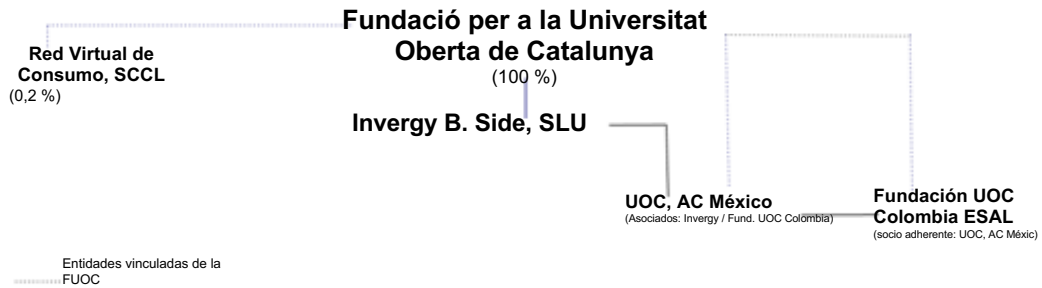 Fundació per a la Universitat
Oberta de Catalunya
(100 %)
Red Virtual de
Consumo, SCCL
(0,2 %)
Invergy B. Side, SLU
UOC, AC México
(Asociados: Invergy / Fund. UOC Colombia)
Fundación UOC
Colombia ESAL
(socio adherente: UOC, AC Méxic)
Entidades vinculadas de la
FUOC